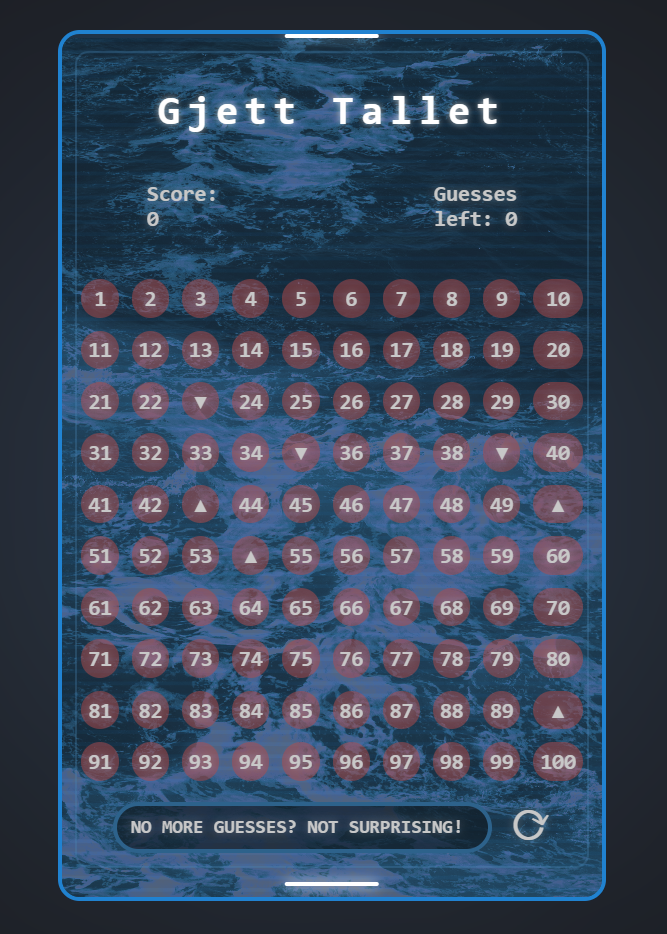 Gjett Tallet
Score:
0
Guesses
left: 0
1 2 3 4 5 6 7 8 9 10
11 12 13 14 15 16 17 18 19 20
21 22 ▼ 24 25 26 27 28 29 30
31 32 33 34 ▼ 36 37 38 ▼ 40
41 42 ▲ 44 45 46 47 48 49 ▲
51 52 53 ▲ 55 56 57 58 59 60
61 62 63 64 65 66 67 68 69 70
71 72 73 74 75 76 77 78 79 80
81 82 83 84 85 86 87 88 89 ▲
91 92 93 94 95 96 97 98 99 100
NO MORE GUESSES? NOT SURPRISING!